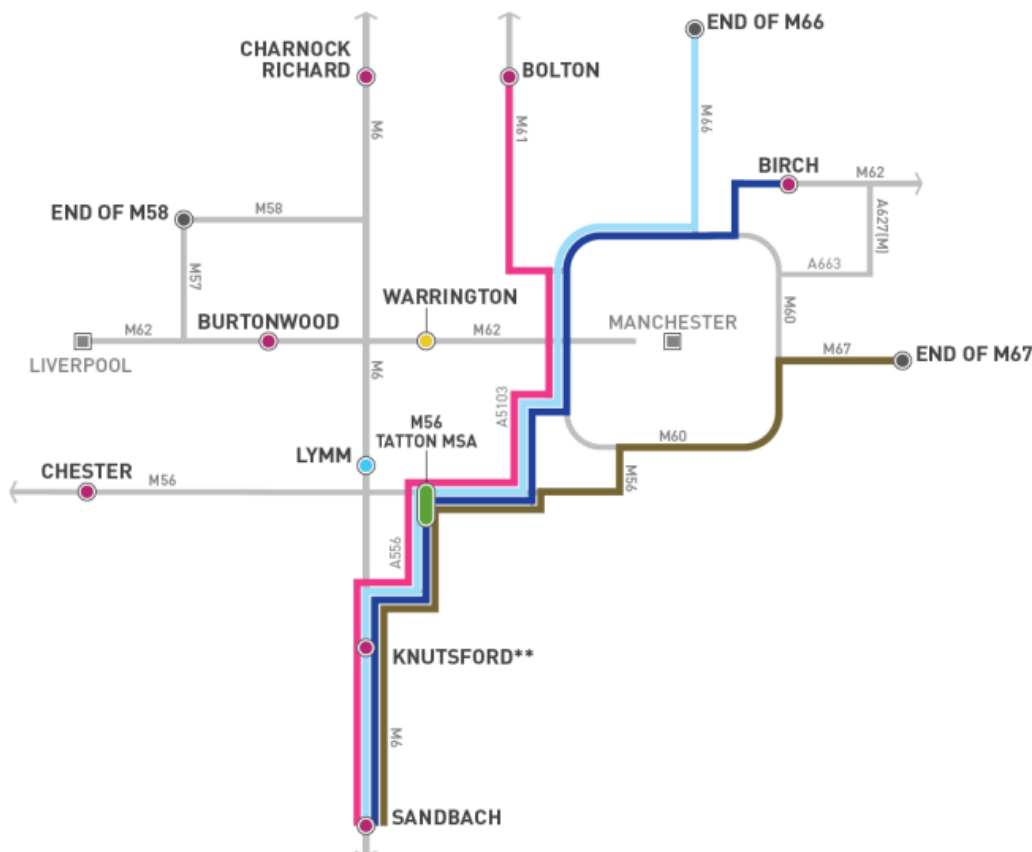 END OF M66
CHARNOCK
RICHARD
BOLTON
M6
M61
M66
BIRCH
M62
A627(M)
END OF M58
M58
M57
A663
WARRINGTON
M60
M62
BURTONWOOD
M62
MANCHESTER
LIVERPOOL
M67
END OF M67
M6
A5103
M56
TATTON MSA
M60
LYMM
CHESTER
M56
M56
A556
KNUTSFORD**
M6
SANDBACH